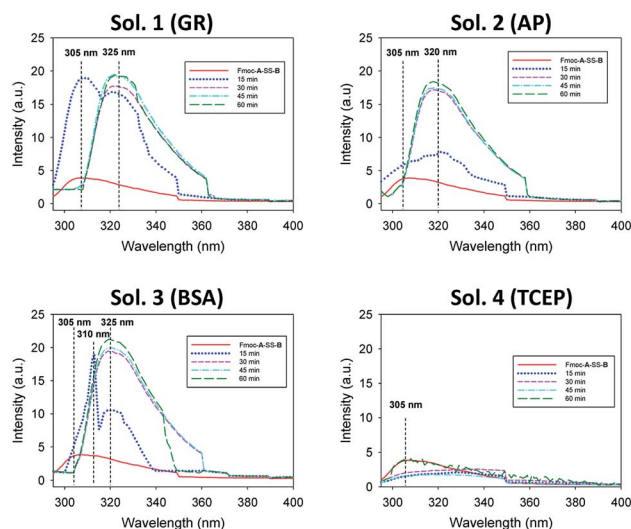 Sol. 1 (GR)
305 nm 325 nm
Fmoc-A-SS-B
15 min
30 min
45 min
60 min
25
20
15
10
5
0
Intensity (a.u.)
300 320 340 360 380 400
Wavelength (nm)
Sol. 2 (AP)
305 nm 320 nm
Fmoc-A-SS-B
15 min
30 min
45 min
60 min
25
20
15
10
5
0
Intensity (a.u.)
300 320 340 360 380 400
Wavelength (nm)
Sol. 3 (BSA)
305 nm 325 nm
310 nm
Fmoc-A-SS-B
15 min
30 min
45 min
60 min
25
20
15
10
5
0
Intensity (a.u.)
300 320 340 360 380 400
Wavelength (nm)
Sol. 4 (TCEP)
305 nm
Fmoc-A-SS-B
15 min
30 min
45 min
60 min
25
20
15
10
5
0
Intensity (a.u.)
300 320 340 360 380 400
Wavelength (nm)